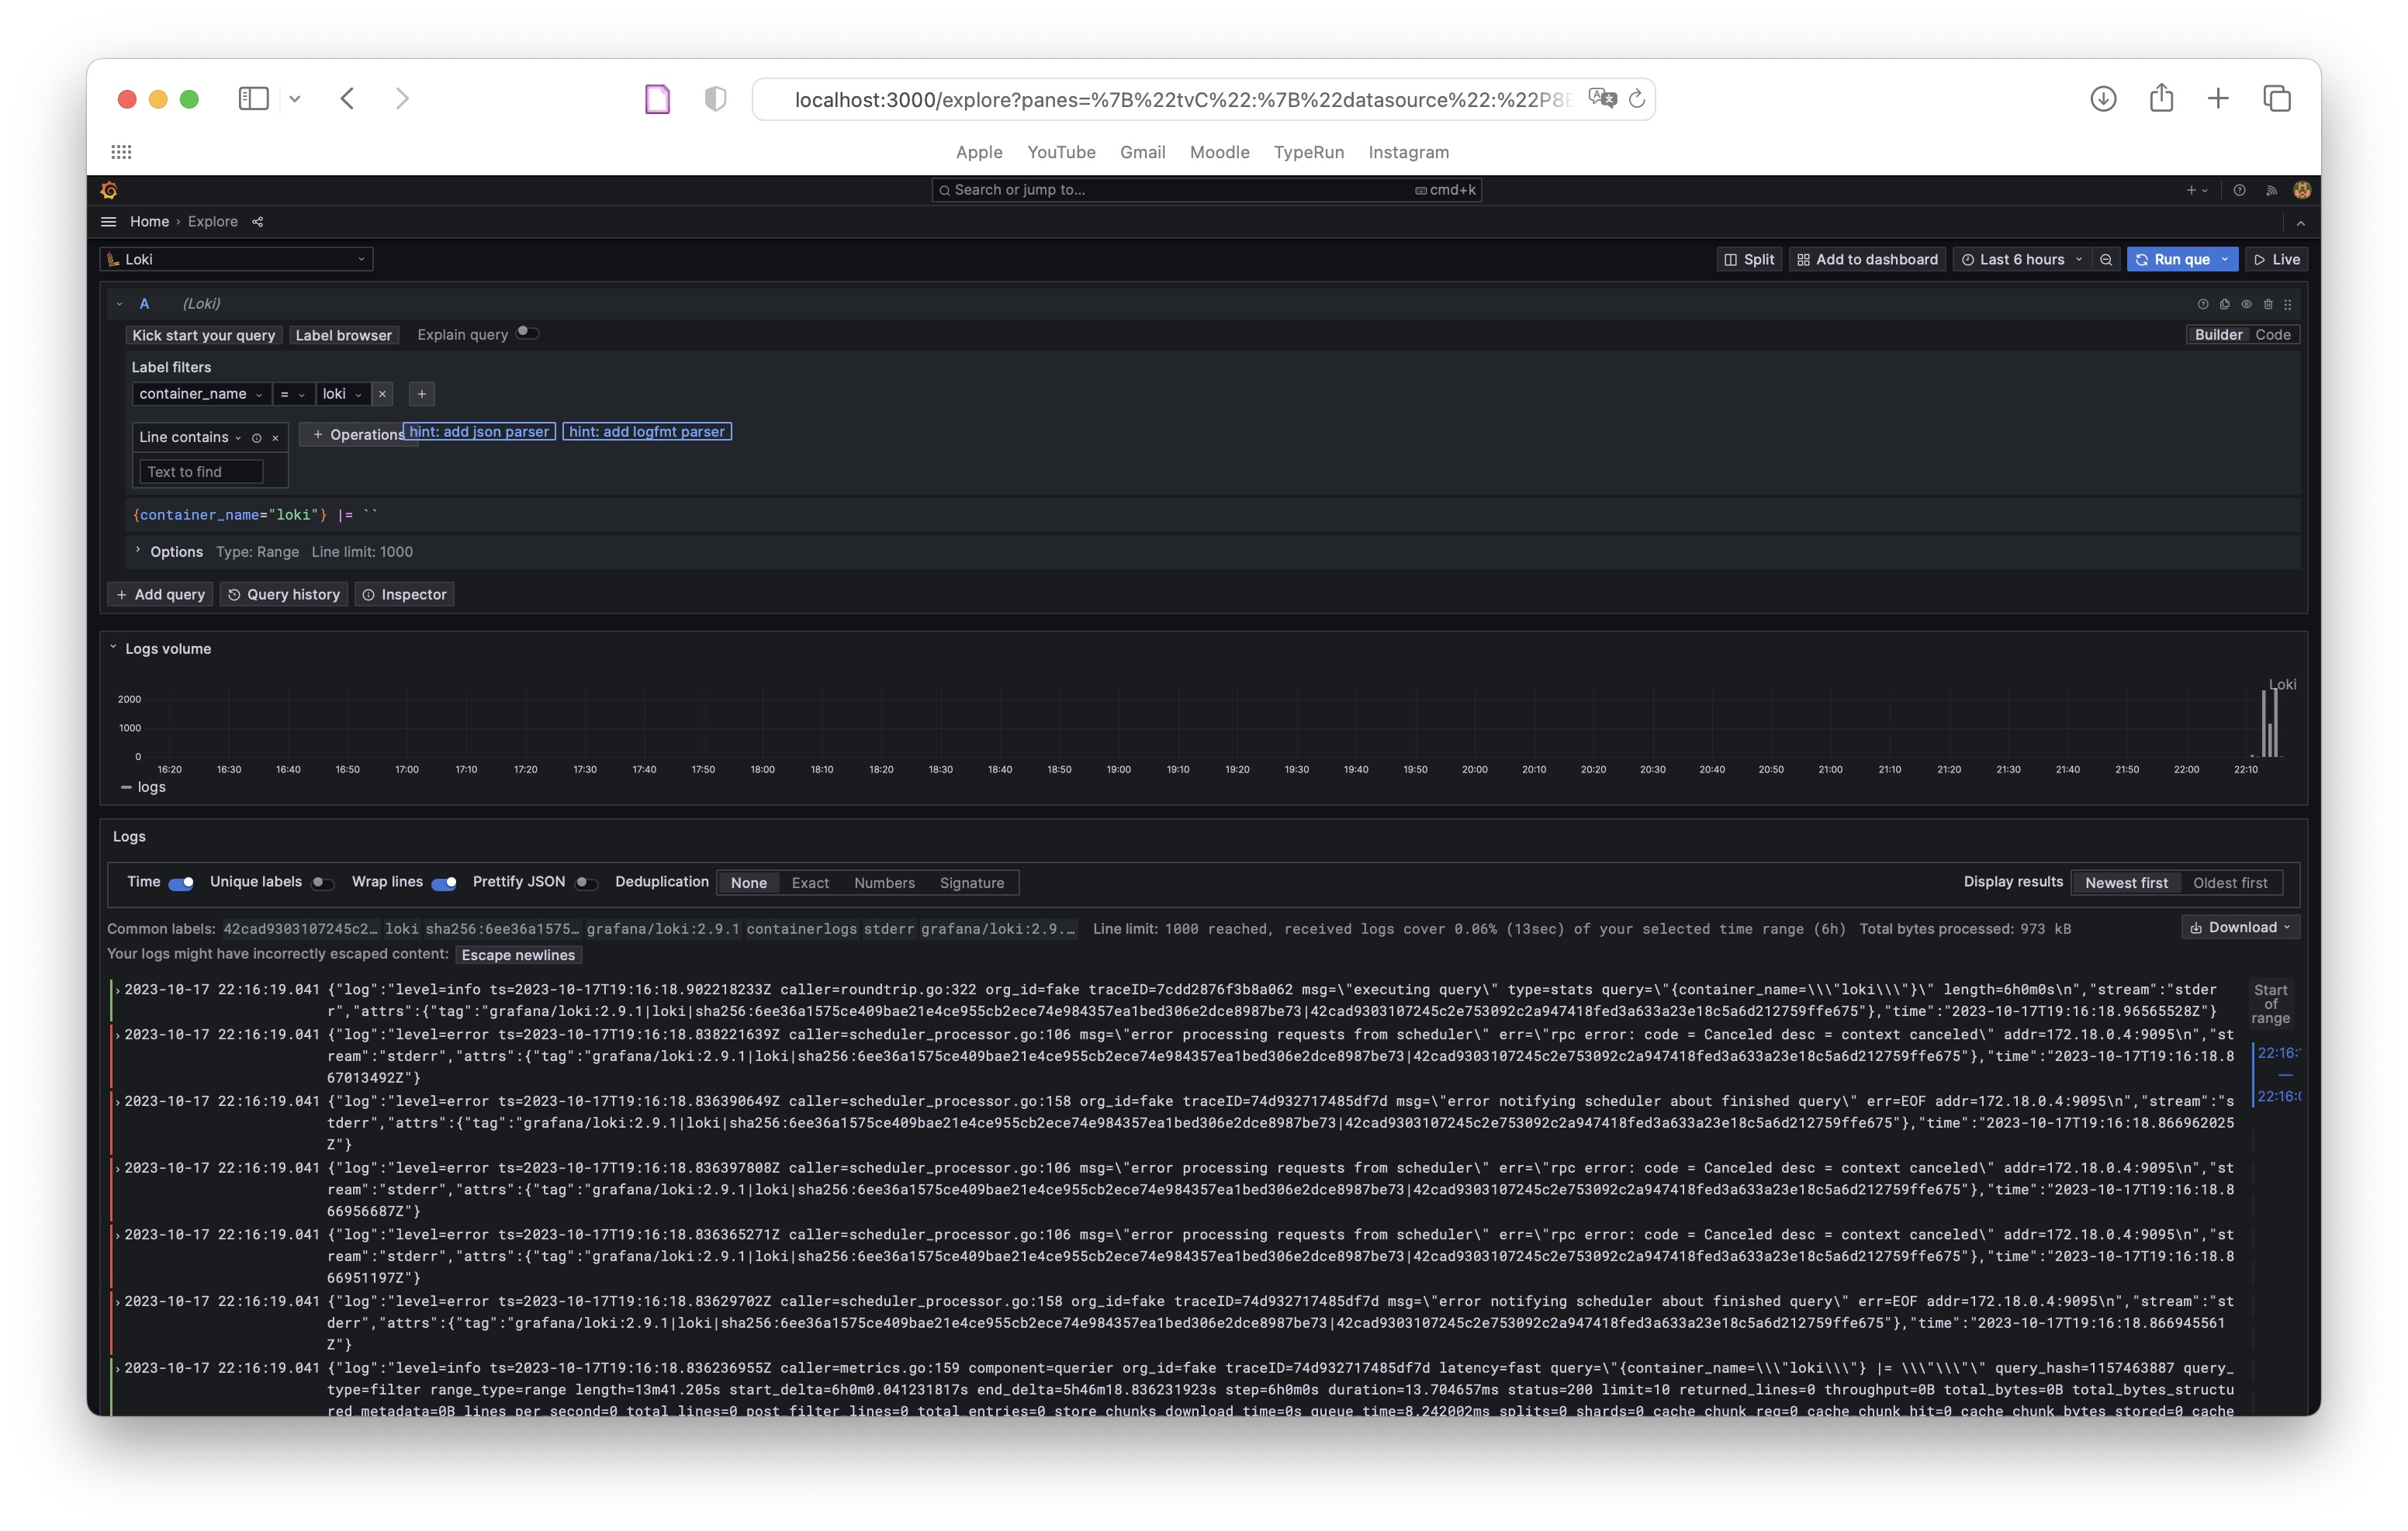 localhost:3000/explore?panes=%7B%22tvC%22:%7B%22datasource%22:%22P8E
Apple YouTube Gmail Moodle TypeRun Instagram
Search or jump to... cmd+k
Home › Explore
Loki Split Add to dashboard Last 6 hours Run que Live
A (Loki)
Kick start your query Label browser Explain query Builder Code
Label filters
container_name = loki × +
Line contains × + Operations hint: add json parser hint: add logfmt parser
Text to find
{container_name="loki"} |= ``
Options Type: Range Line limit: 1000
+ Add query Query history Inspector
Logs volume
Loki
2000
1000
0
16:20 16:30 16:40 16:50 17:00 17:10 17:20 17:30 17:40 17:50 18:00 18:10 18:20 18:30 18:40 18:50 19:00 19:10 19:20 19:30 19:40 19:50 20:00 20:10 20:20 20:30 20:40 20:50 21:00 21:10 21:20 21:30 21:40 21:50 22:00 22:10
logs
Logs
Time Unique labels Wrap lines Prettify JSON Deduplication None Exact Numbers Signature Display results Newest first Oldest first
Common labels: 42cad9303107245c2… loki sha256:6ee36a1575… grafana/loki:2.9.1 containerlogs stderr grafana/loki:2.9.… Line limit: 1000 reached, received logs cover 0.06% (13sec) of your selected time range (6h) Total bytes processed: 973 kB Download
Your logs might have incorrectly escaped content: Escape newlines
2023-10-17 22:16:19.041 {"log":"level=info ts=2023-10-17T19:16:18.902218233Z caller=roundtrip.go:322 org_id=fake traceID=7cdd2876f3b8a062 msg=\"executing query\" type=stats query=\"{container_name=\\\"loki\\\"}\" length=6h0m0s\n","stream":"stder
r","attrs":{"tag":"grafana/loki:2.9.1|loki|sha256:6ee36a1575ce409bae21e4ce955cb2ece74e984357ea1bed306e2dce8987be73|42cad9303107245c2e753092c2a947418fed3a633a23e18c5a6d212759ffe675"},"time":"2023-10-17T19:16:18.96565528Z"}
2023-10-17 22:16:19.041 {"log":"level=error ts=2023-10-17T19:16:18.838221639Z caller=scheduler_processor.go:106 msg=\"error processing requests from scheduler\" err=\"rpc error: code = Canceled desc = context canceled\" addr=172.18.0.4:9095\n","st
ream":"stderr","attrs":{"tag":"grafana/loki:2.9.1|loki|sha256:6ee36a1575ce409bae21e4ce955cb2ece74e984357ea1bed306e2dce8987be73|42cad9303107245c2e753092c2a947418fed3a633a23e18c5a6d212759ffe675"},"time":"2023-10-17T19:16:18.8
67013492Z"}
2023-10-17 22:16:19.041 {"log":"level=error ts=2023-10-17T19:16:18.836390649Z caller=scheduler_processor.go:158 org_id=fake traceID=74d932717485df7d msg=\"error notifying scheduler about finished query\" err=EOF addr=172.18.0.4:9095\n","stream":"s
tderr","attrs":{"tag":"grafana/loki:2.9.1|loki|sha256:6ee36a1575ce409bae21e4ce955cb2ece74e984357ea1bed306e2dce8987be73|42cad9303107245c2e753092c2a947418fed3a633a23e18c5a6d212759ffe675"},"time":"2023-10-17T19:16:18.866962025
Z"}
2023-10-17 22:16:19.041 {"log":"level=error ts=2023-10-17T19:16:18.836397808Z caller=scheduler_processor.go:106 msg=\"error processing requests from scheduler\" err=\"rpc error: code = Canceled desc = context canceled\" addr=172.18.0.4:9095\n","st
ream":"stderr","attrs":{"tag":"grafana/loki:2.9.1|loki|sha256:6ee36a1575ce409bae21e4ce955cb2ece74e984357ea1bed306e2dce8987be73|42cad9303107245c2e753092c2a947418fed3a633a23e18c5a6d212759ffe675"},"time":"2023-10-17T19:16:18.8
66956687Z"}
2023-10-17 22:16:19.041 {"log":"level=error ts=2023-10-17T19:16:18.836365271Z caller=scheduler_processor.go:106 msg=\"error processing requests from scheduler\" err=\"rpc error: code = Canceled desc = context canceled\" addr=172.18.0.4:9095\n","st
ream":"stderr","attrs":{"tag":"grafana/loki:2.9.1|loki|sha256:6ee36a1575ce409bae21e4ce955cb2ece74e984357ea1bed306e2dce8987be73|42cad9303107245c2e753092c2a947418fed3a633a23e18c5a6d212759ffe675"},"time":"2023-10-17T19:16:18.8
66951197Z"}
2023-10-17 22:16:19.041 {"log":"level=error ts=2023-10-17T19:16:18.83629702Z caller=scheduler_processor.go:158 org_id=fake traceID=74d932717485df7d msg=\"error notifying scheduler about finished query\" err=EOF addr=172.18.0.4:9095\n","stream":"st
derr","attrs":{"tag":"grafana/loki:2.9.1|loki|sha256:6ee36a1575ce409bae21e4ce955cb2ece74e984357ea1bed306e2dce8987be73|42cad9303107245c2e753092c2a947418fed3a633a23e18c5a6d212759ffe675"},"time":"2023-10-17T19:16:18.866945561
Z"}
2023-10-17 22:16:19.041 {"log":"level=info ts=2023-10-17T19:16:18.836236955Z caller=metrics.go:159 component=querier org_id=fake traceID=74d932717485df7d latency=fast query=\"{container_name=\\\"loki\\\"} |= \\\"\\\"\" query_hash=1157463887 query_
type=filter range_type=range length=13m41.205s start_delta=6h0m0.041231817s end_delta=5h46m18.836231923s step=6h0m0s duration=13.704657ms status=200 limit=10 returned_lines=0 throughput=0B total_bytes=0B total_bytes_structu
red_metadata=0B lines_per_second=0 total_lines=0 post_filter_lines=0 total_entries=0 store_chunks_download_time=0s queue_time=8.242002ms splits=0 shards=0 cache_chunk_req=0 cache_chunk_hit=0 cache_chunk_bytes_stored=0 cache
Start
of
range
22:16:
—
22:16:0